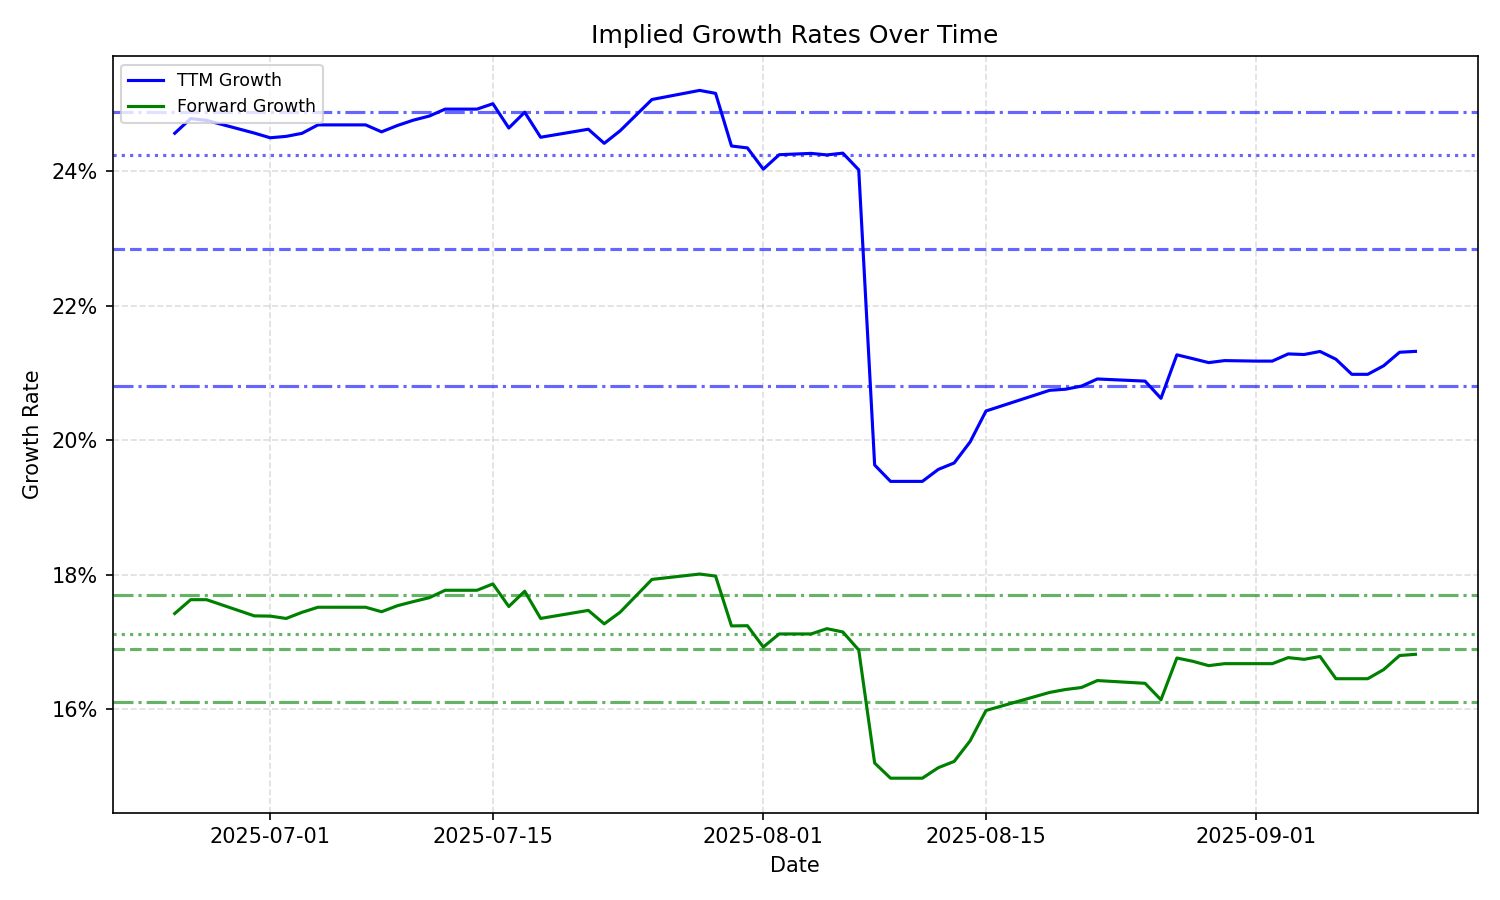 Implied Growth Rates Over Time
TTM Growth
Forward Growth
24%
22%
20%
18%
16%
Growth Rate
2025-07-01
2025-07-15
2025-08-01
2025-08-15
2025-09-01
Date